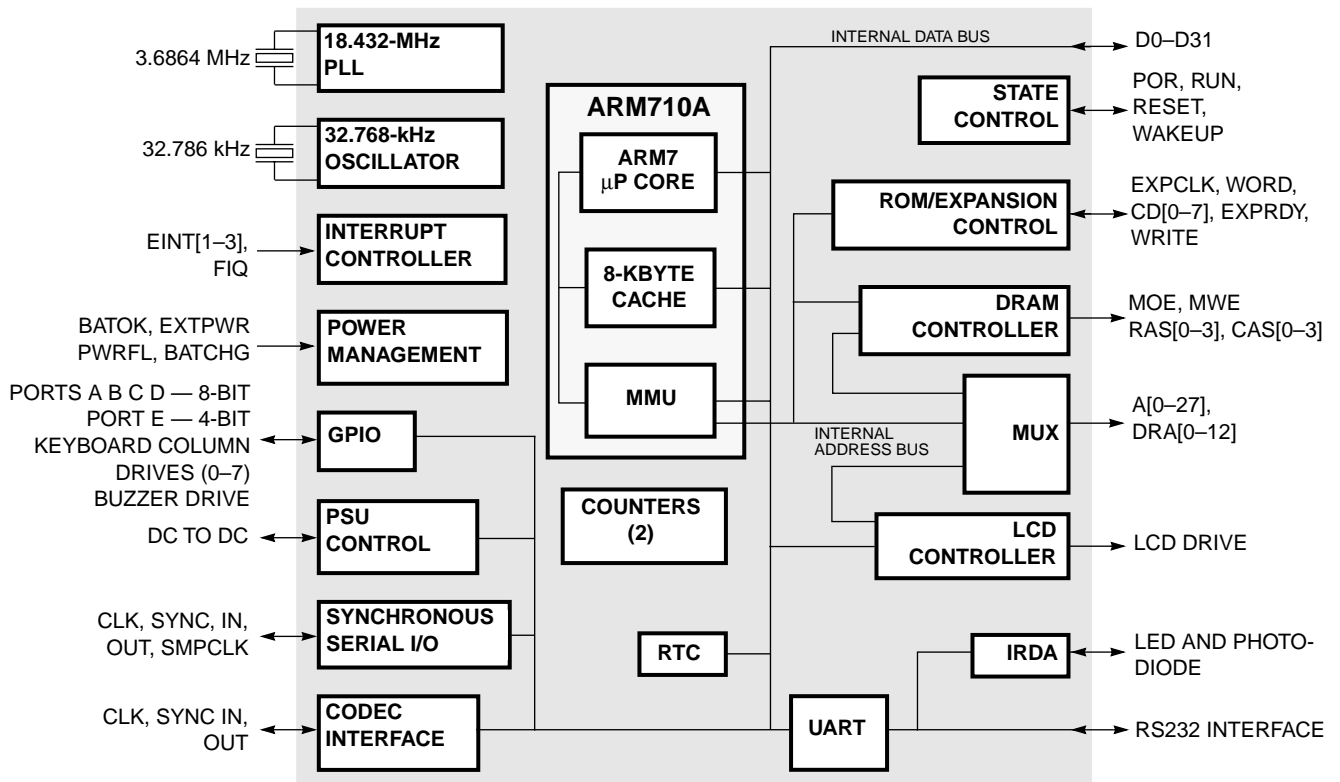 3.6864 MHz
18.432-MHz
PLL
32.786 kHz
32.768-kHz
OSCILLATOR
EINT[1–3],
FIQ
INTERRUPT
CONTROLLER
BATOK, EXTPWR
PWRFL, BATCHG
POWER
MANAGEMENT
PORTS A B C D — 8-BIT
PORT E — 4-BIT
KEYBOARD COLUMN
DRIVES (0–7)
BUZZER DRIVE
GPIO
DC TO DC
PSU
CONTROL
CLK, SYNC, IN,
OUT, SMPCLK
SYNCHRONOUS
SERIAL I/O
CLK, SYNC IN,
OUT
CODEC
INTERFACE
ARM710A
ARM7
µP CORE
8-KBYTE
CACHE
MMU
COUNTERS
(2)
RTC
INTERNAL DATA BUS
D0–D31
STATE
CONTROL
POR, RUN,
RESET,
WAKEUP
ROM/EXPANSION
CONTROL
EXPCLK, WORD,
CD[0–7], EXPRDY,
WRITE
DRAM
CONTROLLER
MOE, MWE
RAS[0–3], CAS[0–3]
INTERNAL
ADDRESS BUS
MUX
A[0–27],
DRA[0–12]
LCD
CONTROLLER
LCD DRIVE
IRDA
LED AND PHOTO-
DIODE
UART
RS232 INTERFACE